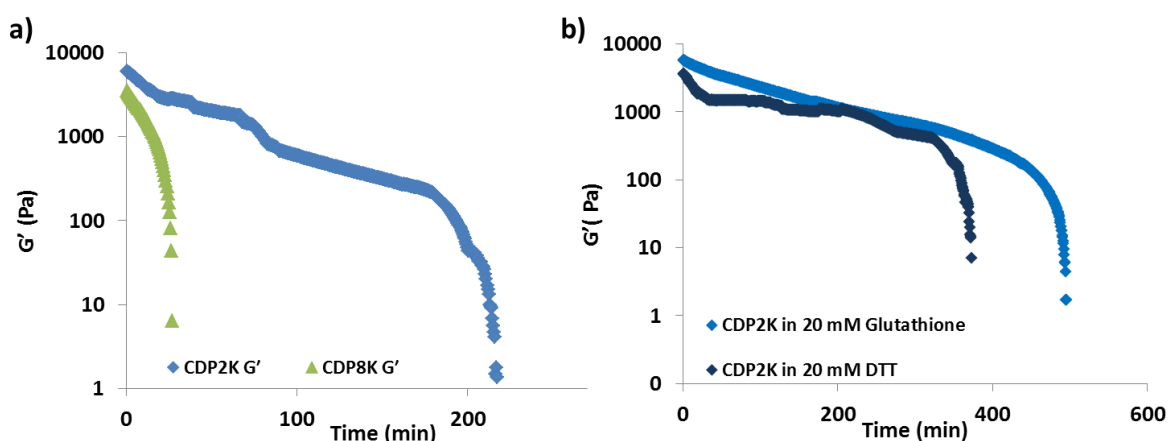 a)
G’ (Pa)
10000
1000
100
10
1
0
100
200
Time (min)
CDP2K G’
CDP8K G’
b)
G’( Pa)
10000
1000
100
10
1
0
0
200
400
600
Time (min)
CDP2K in 20 mM Glutathione
CDP2K in 20 mM DTT